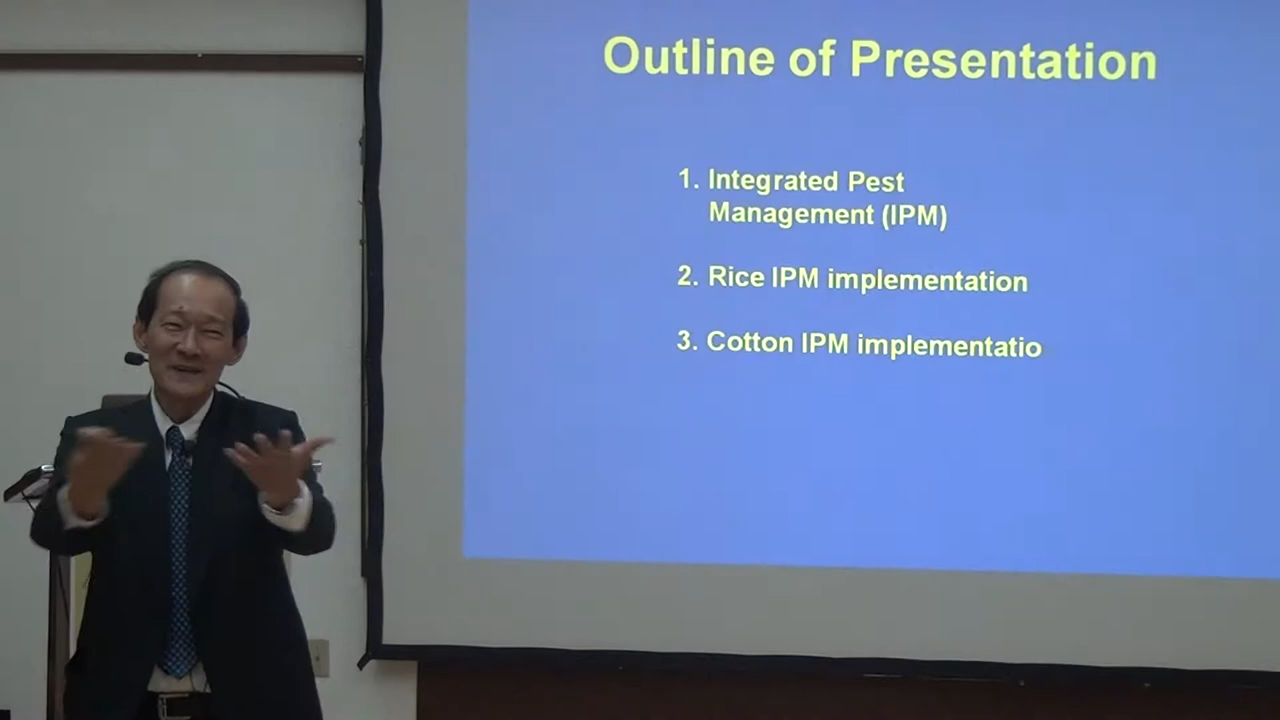 Outline of Presentation
1. Integrated Pest
Management (IPM)
2. Rice IPM implementation
3. Cotton IPM implementatio